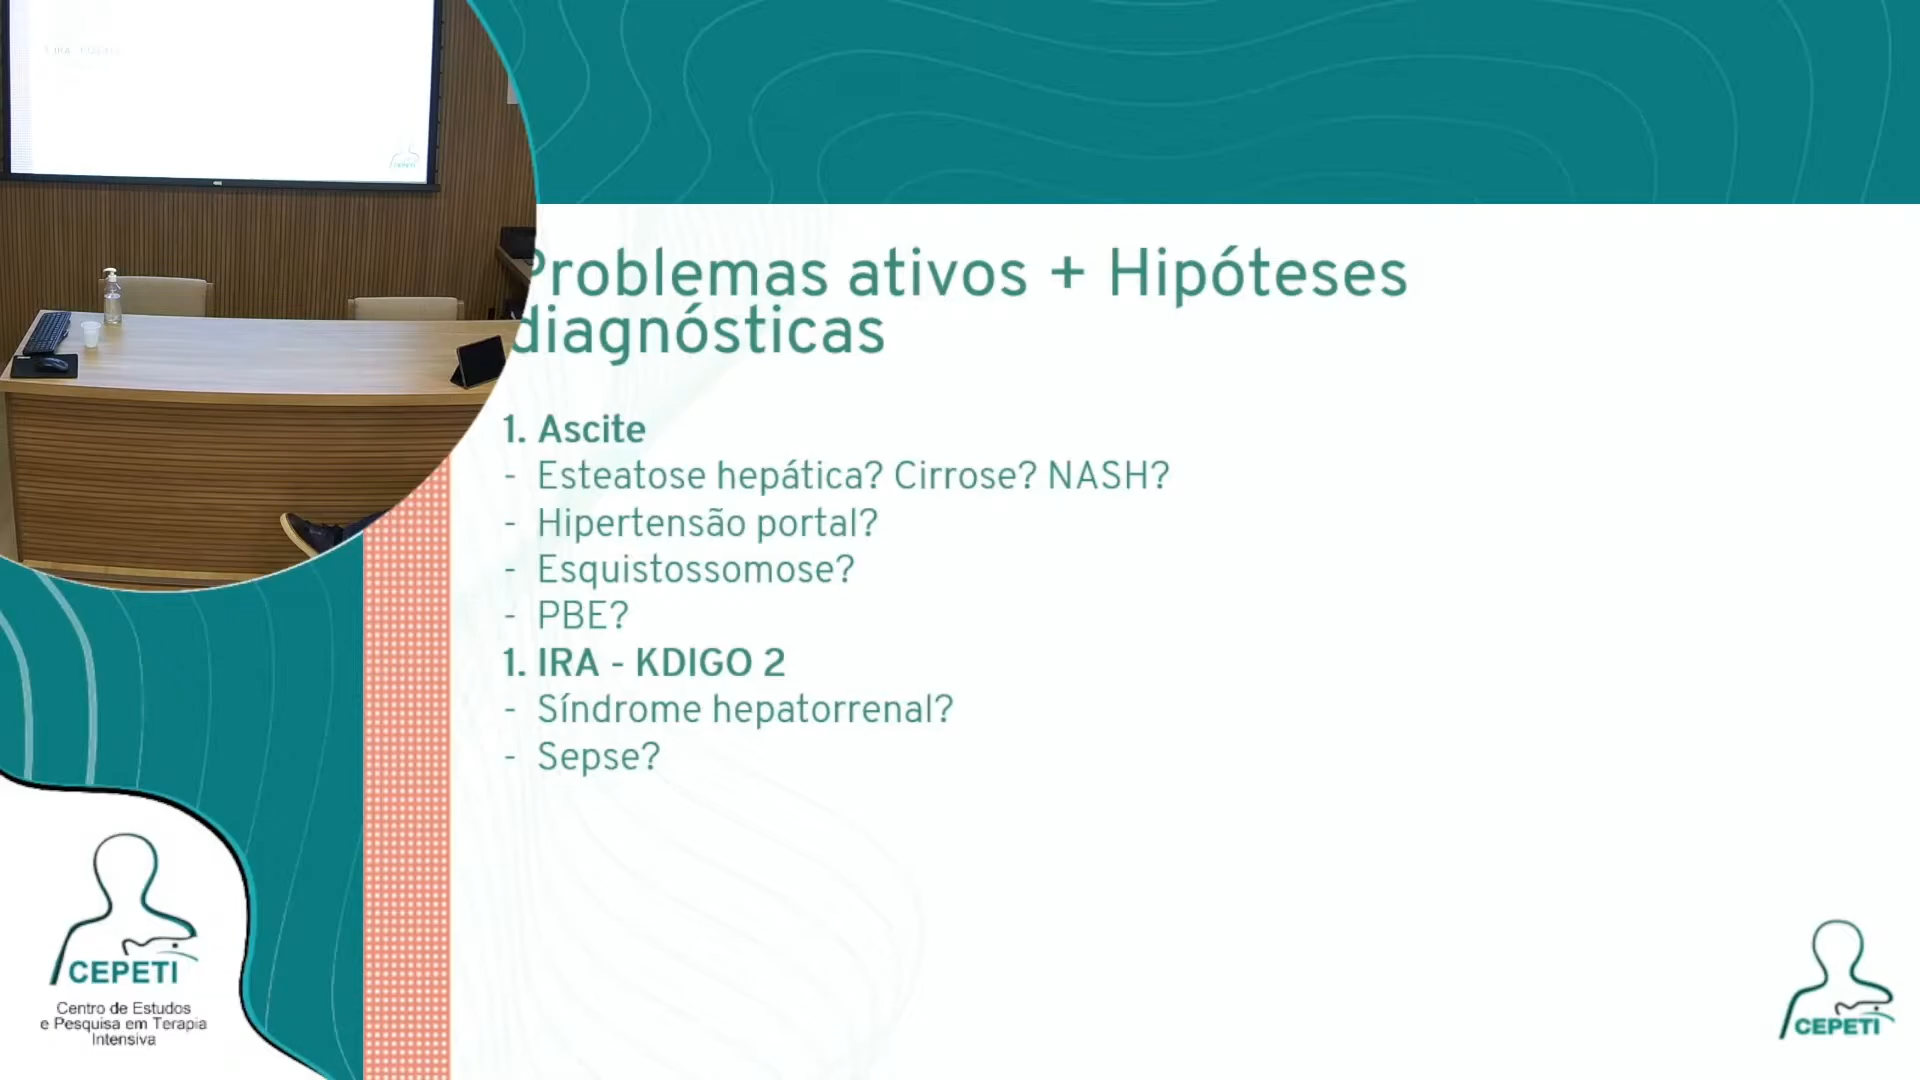 Problemas ativos + Hipóteses
diagnósticas
1. Ascite
- Esteatose hepática? Cirrose? NASH?
- Hipertensão portal?
- Esquistossomose?
- PBE?
1. IRA - KDIGO 2
- Síndrome hepatorrenal?
- Sepse?
CEPETI
Centro de Estudos
e Pesquisa em Terapia
Intensiva
CEPETI